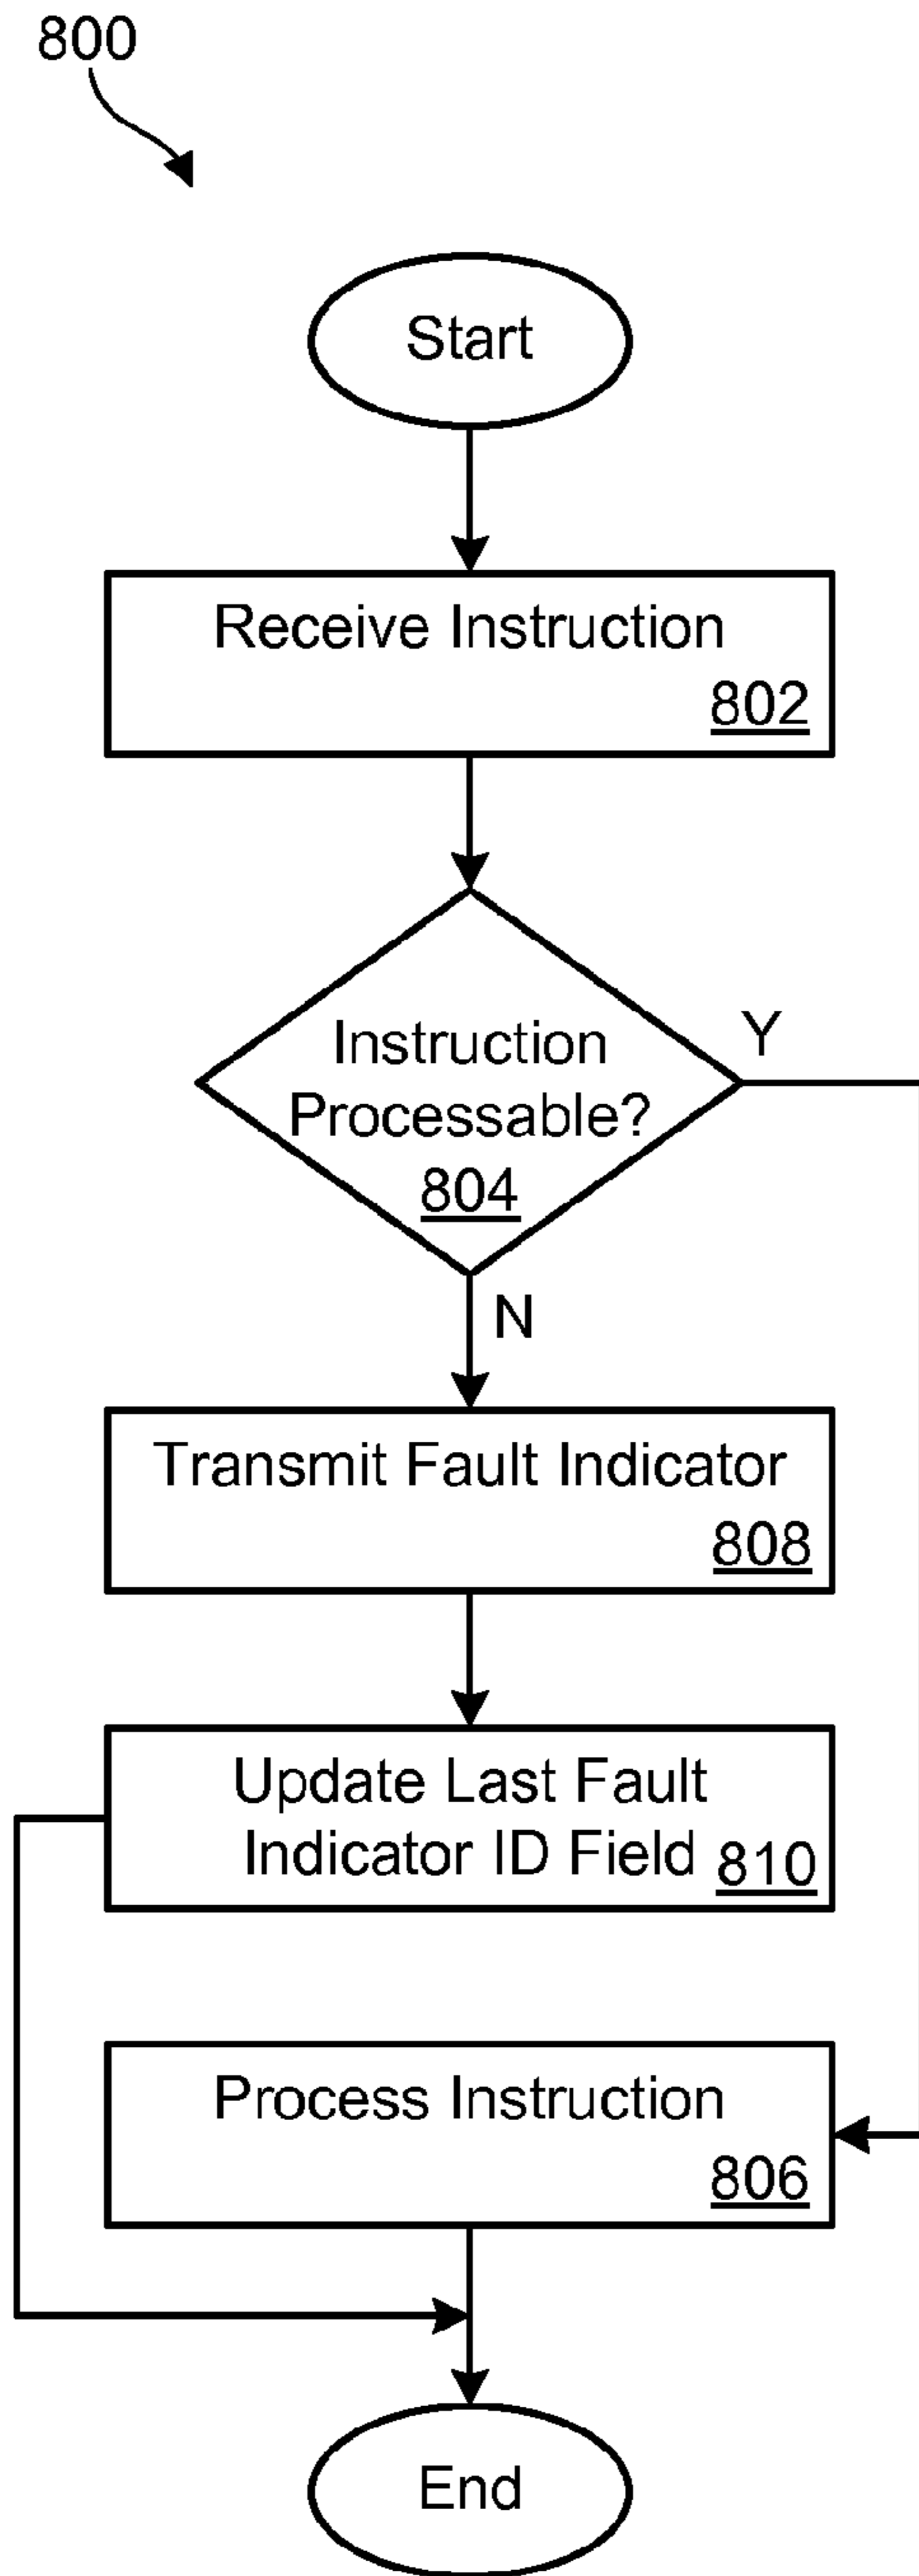 800
Start
Receive Instruction
802
Instruction
Processable?
804
Y
N
Transmit Fault Indicator
808
Update Last Fault
Indicator ID Field
810
Process Instruction
806
End